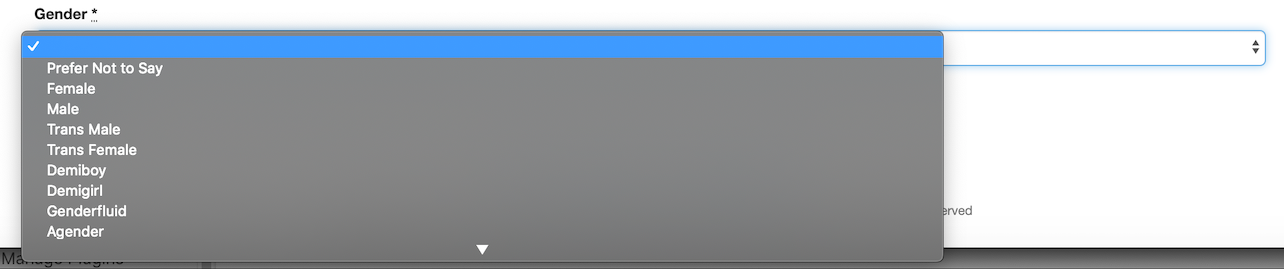 Gender *
Prefer Not to Say
Female
Male
Trans Male
Trans Female
Demiboy
Demigirl
Genderfluid
erved
Agender
Manage Plugins